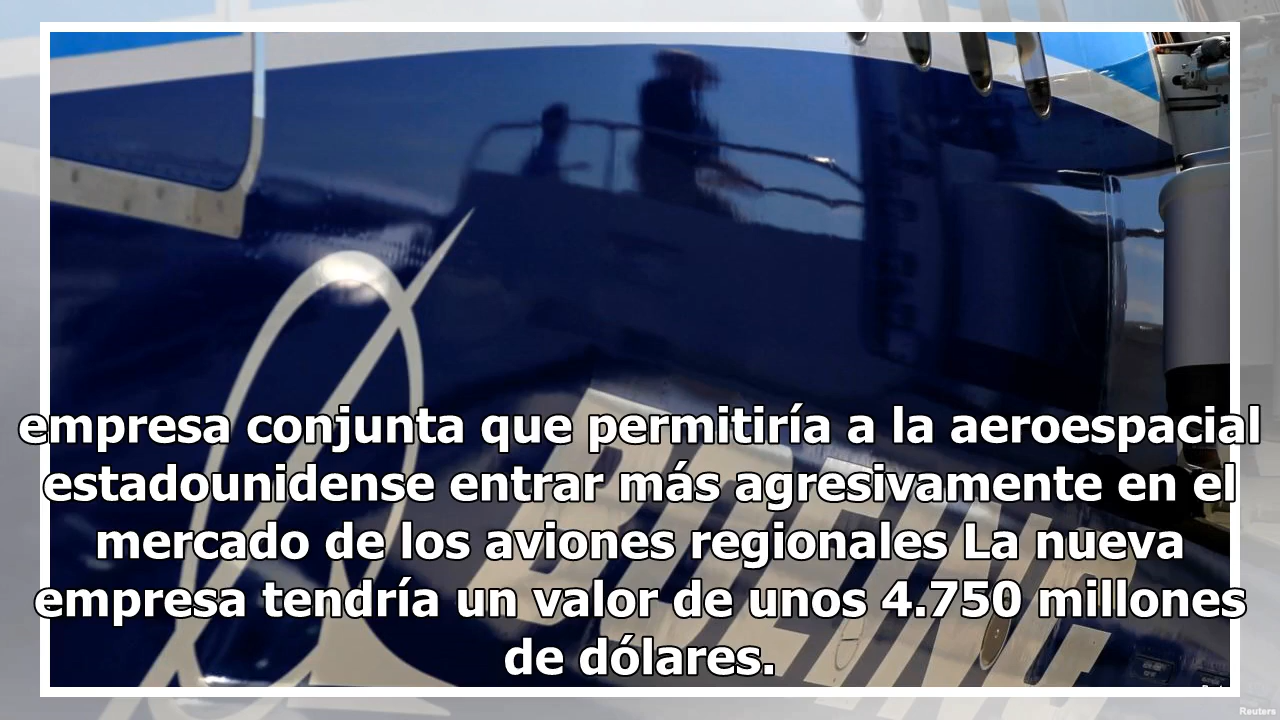 empresa conjunta que permitiría a la aeroespacial
estadounidense entrar más agresivamente en el
mercado de los aviones regionales La nueva
empresa tendría un valor de unos 4.750 millones
de dólares.
BOEING
Reuters